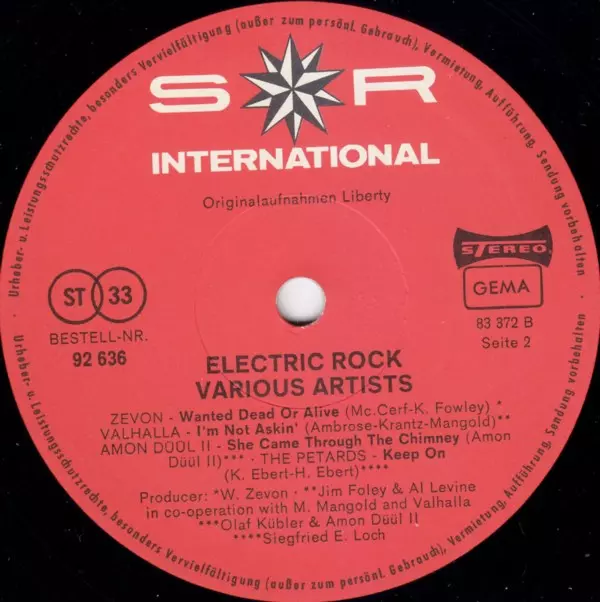 Urheber- u. Leistungsschutzrechte, besonders Vervielfältigung (außer zum persönl. Gebrauch), Vermietung, Aufführung, Sendung vorbehalten
S R
INTERNATIONAL
Originalaufnahmen Liberty
ST 33
BESTELL-NR.
92 636
STEREO
GEMA
83 372 B
Seite 2
ELECTRIC ROCK
VARIOUS ARTISTS
ZEVON - Wanted Dead Or Alive (Mc.Cerf-K. Fowley) *
VALHALLA - I'm Not Askin' (Ambrose-Krantz-Mangold)**
AMON DÜÜL II - She Came Through The Chimney (Amon
Düül II)*** - THE PETARDS - Keep On
(K. Ebert-H. Ebert)****
Producer: *W. Zevon - **Jim Foley & Al Levine
in co-operation with M. Mangold and Valhalla
***Olaf Kübler & Amon Düül II
****Siegfried E. Loch
Urheber- u. Leistungsschutzrechte, besonders Vervielfältigung (außer zum persönl. Gebrauch), Vermietung, Aufführung, Sendung vorbehalten